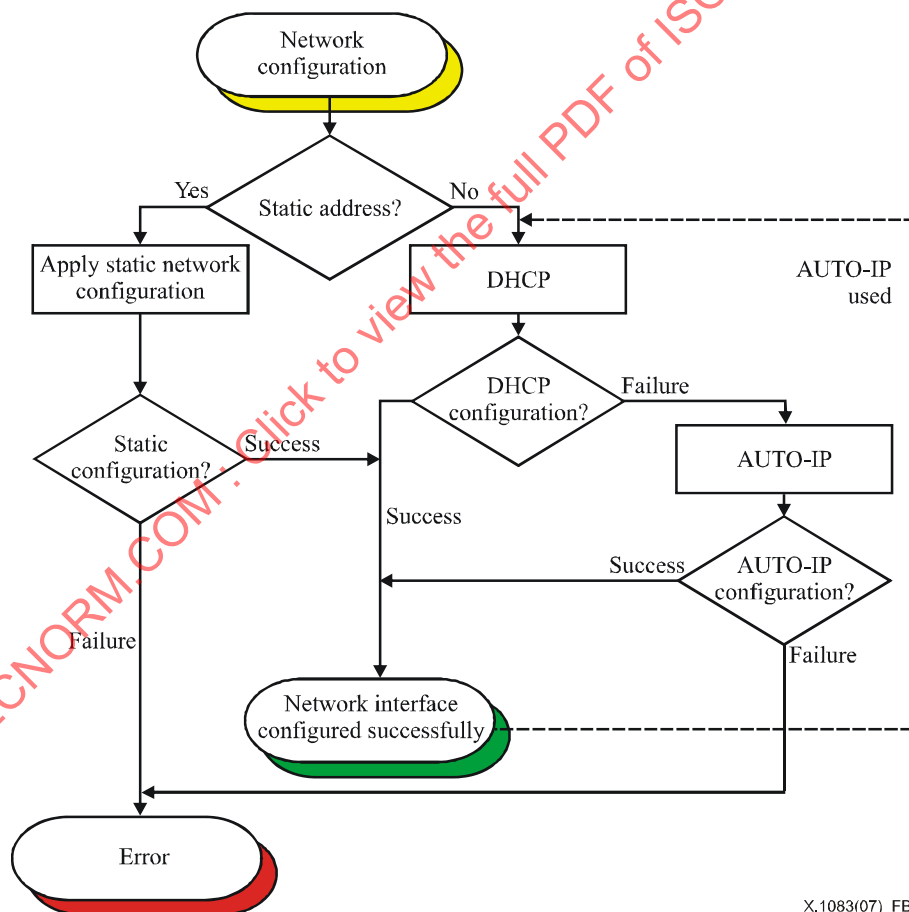 Network
configuration
Static address?
Yes
No
Apply static network
configuration
DHCP
AUTO-IP
used
DHCP
configuration?
Failure
Static
configuration?
Success
AUTO-IP
Success
Success
AUTO-IP
configuration?
Failure
Failure
Network interface
configured successfully
Error
X.1083(07)_FB
ECNORM.COM : Click to view the full PDF of ISO